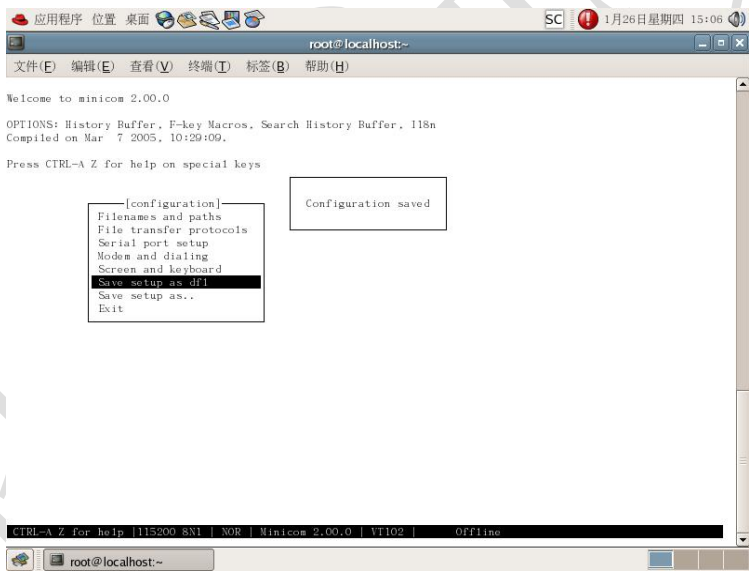 应用程序 位置 桌面 SC 1月26日星期四 15:06
root@localhost:~
文件(F) 编辑(E) 查看(V) 终端(T) 标签(B) 帮助(H)
Welcome to minicom 2.00.0
OPTIONS: History Buffer, F-key Macros, Search History Buffer, I18n
Compiled on Mar 7 2005, 10:29:09.
Press CTRL-A Z for help on special keys
[configuration]
Filenames and paths
File transfer protocols
Serial port setup
Modem and dialing
Screen and keyboard
Save setup as dfl
Save setup as..
Exit
Configuration saved
CTRL-A Z for help |115200 8N1 | NOR | Minicom 2.00.0 | VT102 | Offline
root@localhost:~